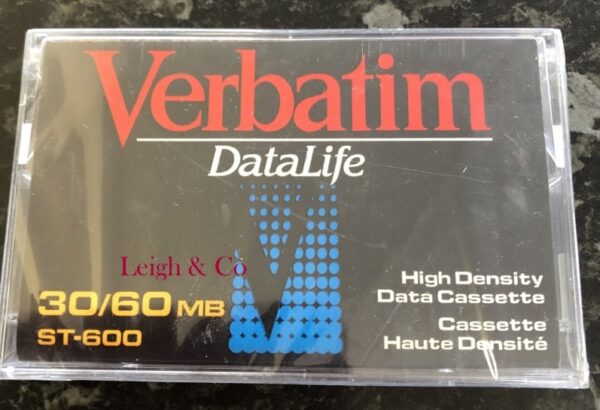 Verbatim
DataLife
Leigh & Co
30/60 MB
ST-600
High Density
Data Cassette
Cassette
Haute Densité